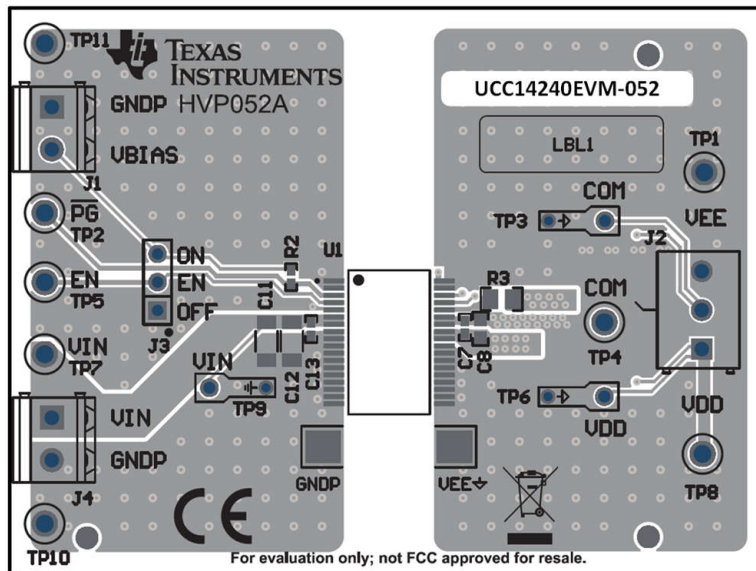 TP11
TEXAS
INSTRUMENTS
GNDP
HVP052A
VBIAS
J1
PG
TP2
ON
EN
TP5
EN
OFF
J3
R2
U1
C11
VIN
TP7
VIN
TP9
C12
C13
VIN
GNDP
J4
TP10
GNDP
CE
UCC14240EVM-052
LBL1
TP1
COM
TP3
VEE
J2
R3
COM
TP4
C7
C8
TP6
VDD
VDD
VEE
TP8
For evaluation only; not FCC approved for resale.